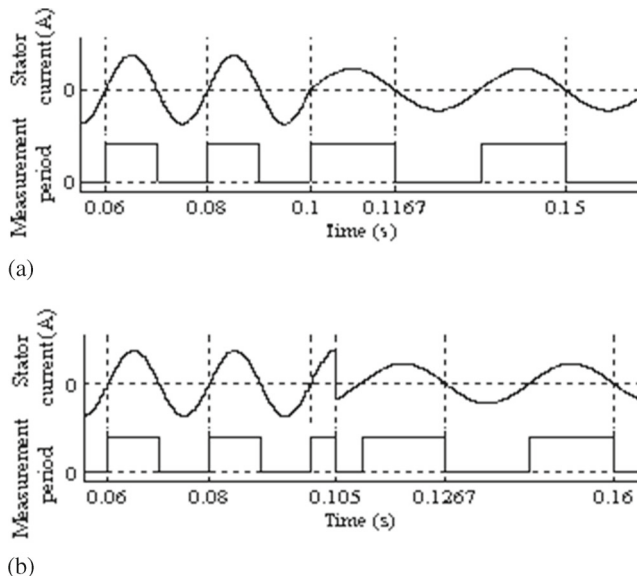 Stator
current(A)
0
Measurement
period
0
0.06 0.08 0.1 0.1167 0.15
Time (s)
(a)
Stator
current(A)
0
Measurement
period
0
0.06 0.08 0.105 0.1267 0.16
Time (s)
(b)